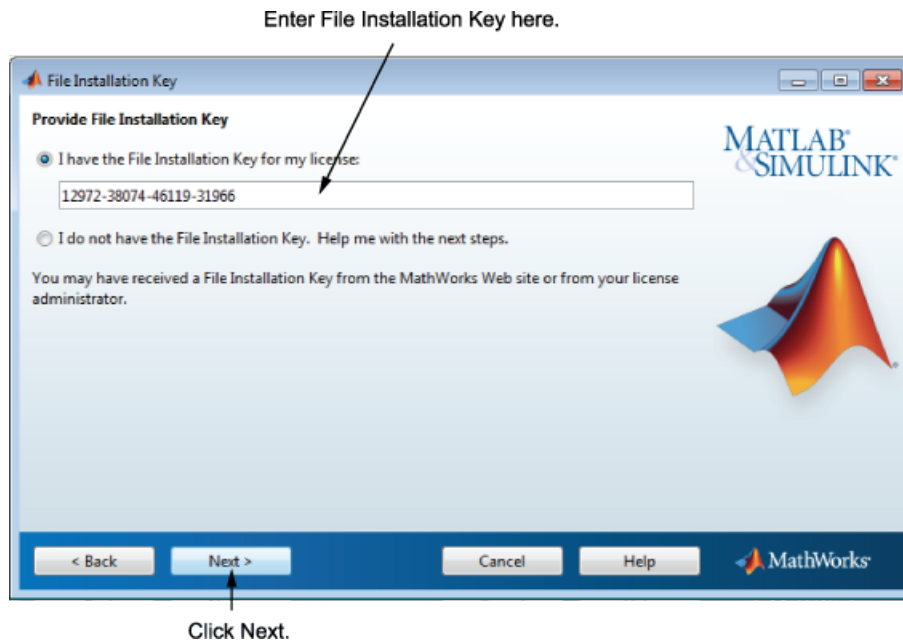 Enter File Installation Key here.
File Installation Key
Provide File Installation Key
I have the File Installation Key for my license:
12972-38074-46119-31966
I do not have the File Installation Key. Help me with the next steps.
You may have received a File Installation Key from the MathWorks Web site or from your license
administrator.
MATLAB®
&SIMULINK®
< Back
Next >
Cancel
Help
MathWorks®
Click Next.